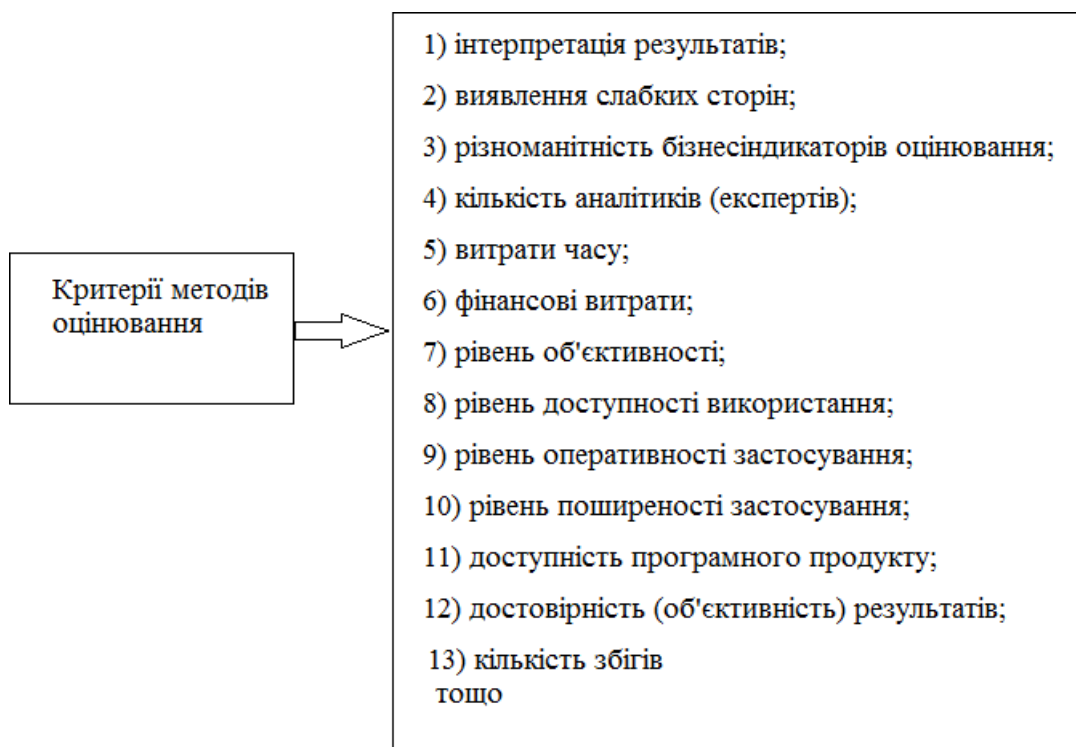 Критерії методів
оцінювання
1) інтерпретація результатів;
2) виявлення слабких сторін;
3) різноманітність бізнесіндикаторів оцінювання;
4) кількість аналітиків (експертів);
5) витрати часу;
6) фінансові витрати;
7) рівень об'єктивності;
8) рівень доступності використання;
9) рівень оперативності застосування;
10) рівень поширеності застосування;
11) доступність програмного продукту;
12) достовірність (об'єктивність) результатів;
13) кількість збігів
тощо